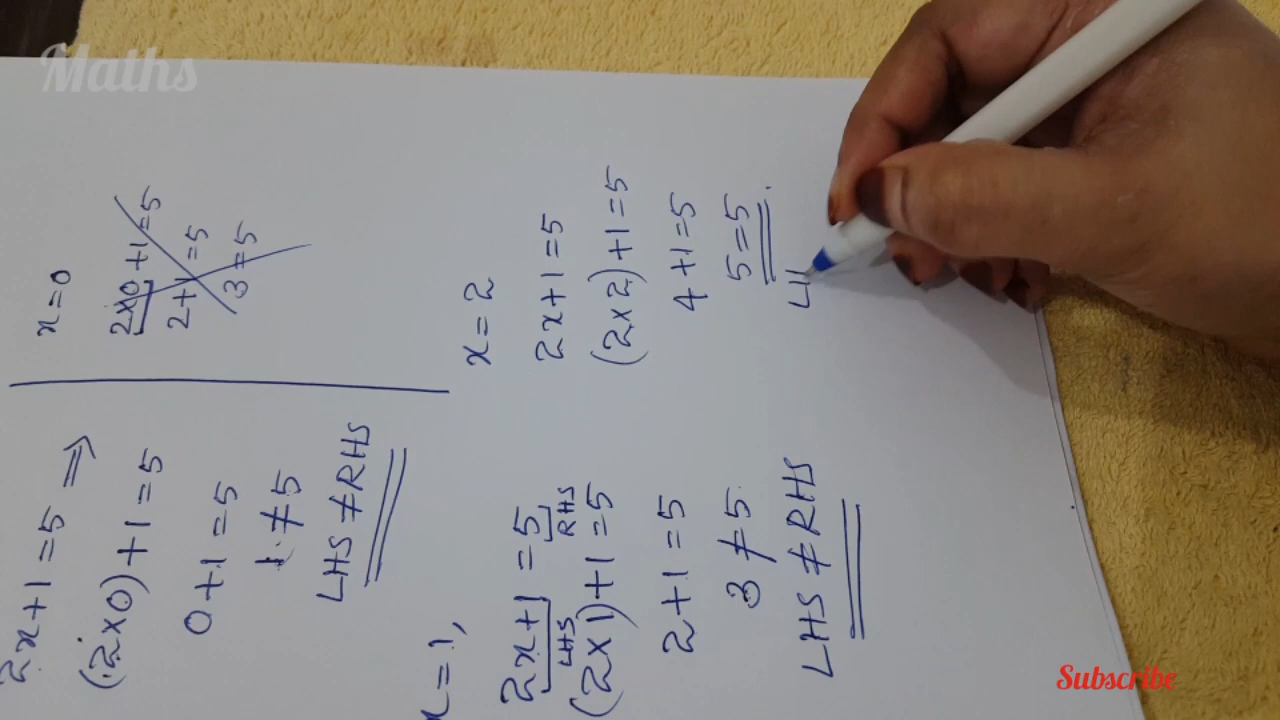 Maths
2x+1=5 ⇒
(2x0)+1=5
0+1=5
1≠5
LHS≠RHS
x=0
2x0+1=5
2+1=5
3=5
x=1,
2x+1=5
LHS RHS
(2x1)+1=5
2+1=5
3≠5
LHS≠RHS
x=2
2x+1=5
(2x2)+1=5
4+1=5
5=5
LH
Subscribe